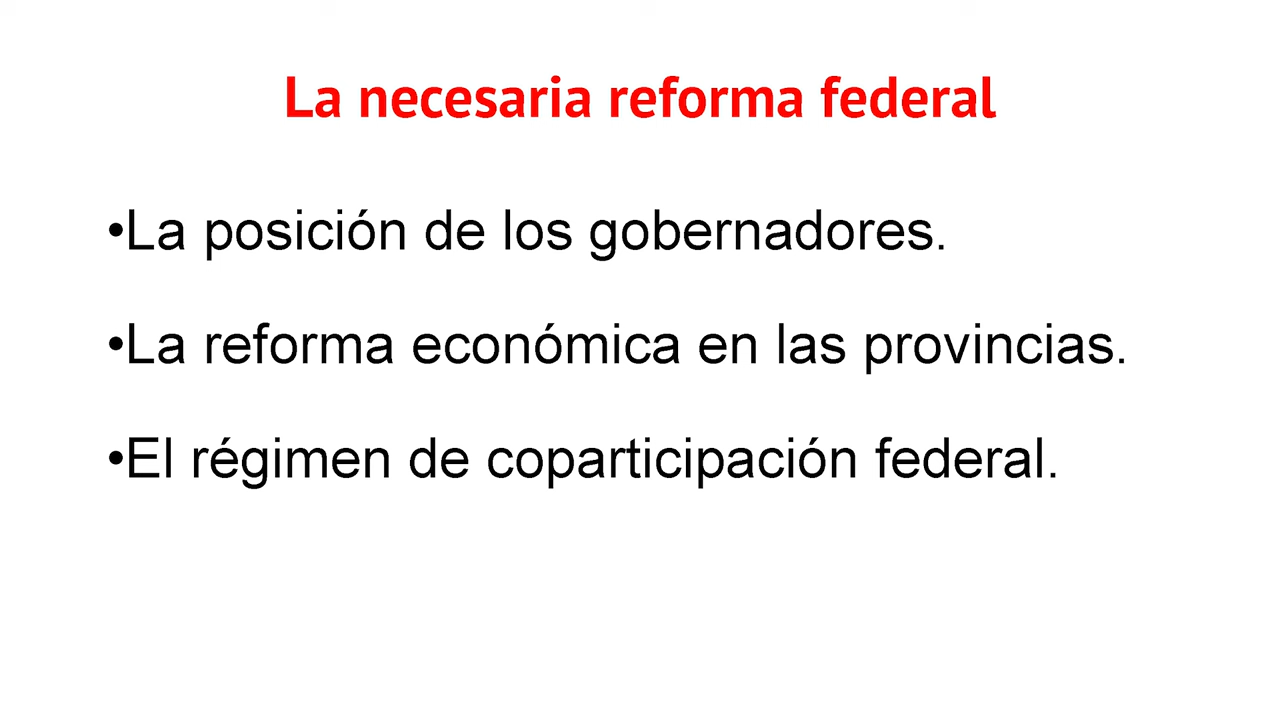 La necesaria reforma federal
•La posición de los gobernadores.
•La reforma económica en las provincias.
•El régimen de coparticipación federal.